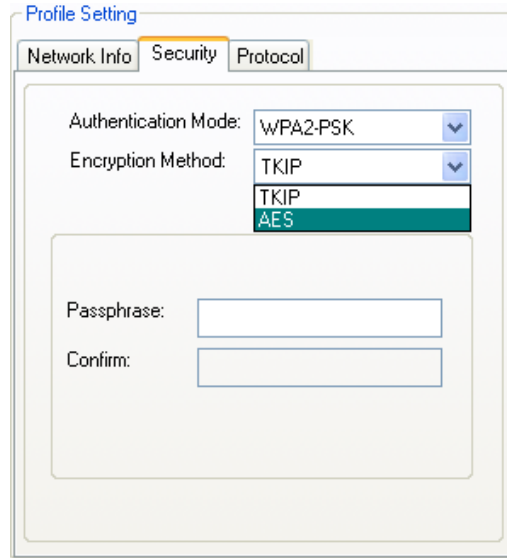 Profile Setting
Network Info Security Protocol
Authentication Mode: WPA2-PSK
Encryption Method: TKIP
TKIP
AES
Passphrase:
Confirm: